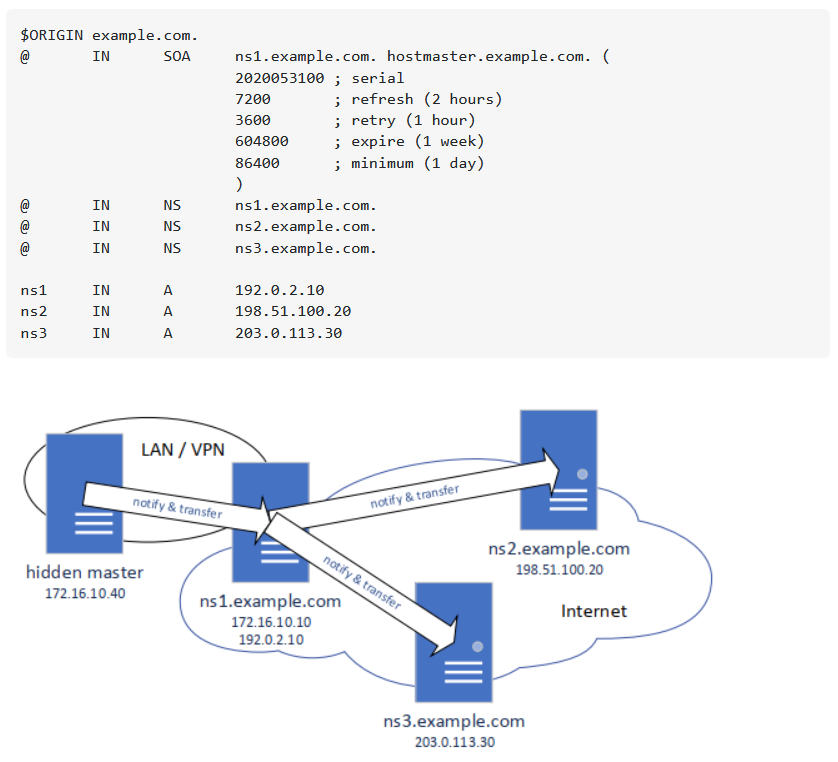 $ORIGIN example.com.
@ IN SOA ns1.example.com. hostmaster.example.com. (
2020053100 ; serial
7200 ; refresh (2 hours)
3600 ; retry (1 hour)
604800 ; expire (1 week)
86400 ; minimum (1 day)
)
@ IN NS ns1.example.com.
@ IN NS ns2.example.com.
@ IN NS ns3.example.com.
ns1 IN A 192.0.2.10
ns2 IN A 198.51.100.20
ns3 IN A 203.0.113.30
LAN / VPN
notify & transfer
notify & transfer
notify & transfer
hidden master
172.16.10.40
ns1.example.com
172.16.10.10
192.0.2.10
ns2.example.com
198.51.100.20
Internet
ns3.example.com
203.0.113.30